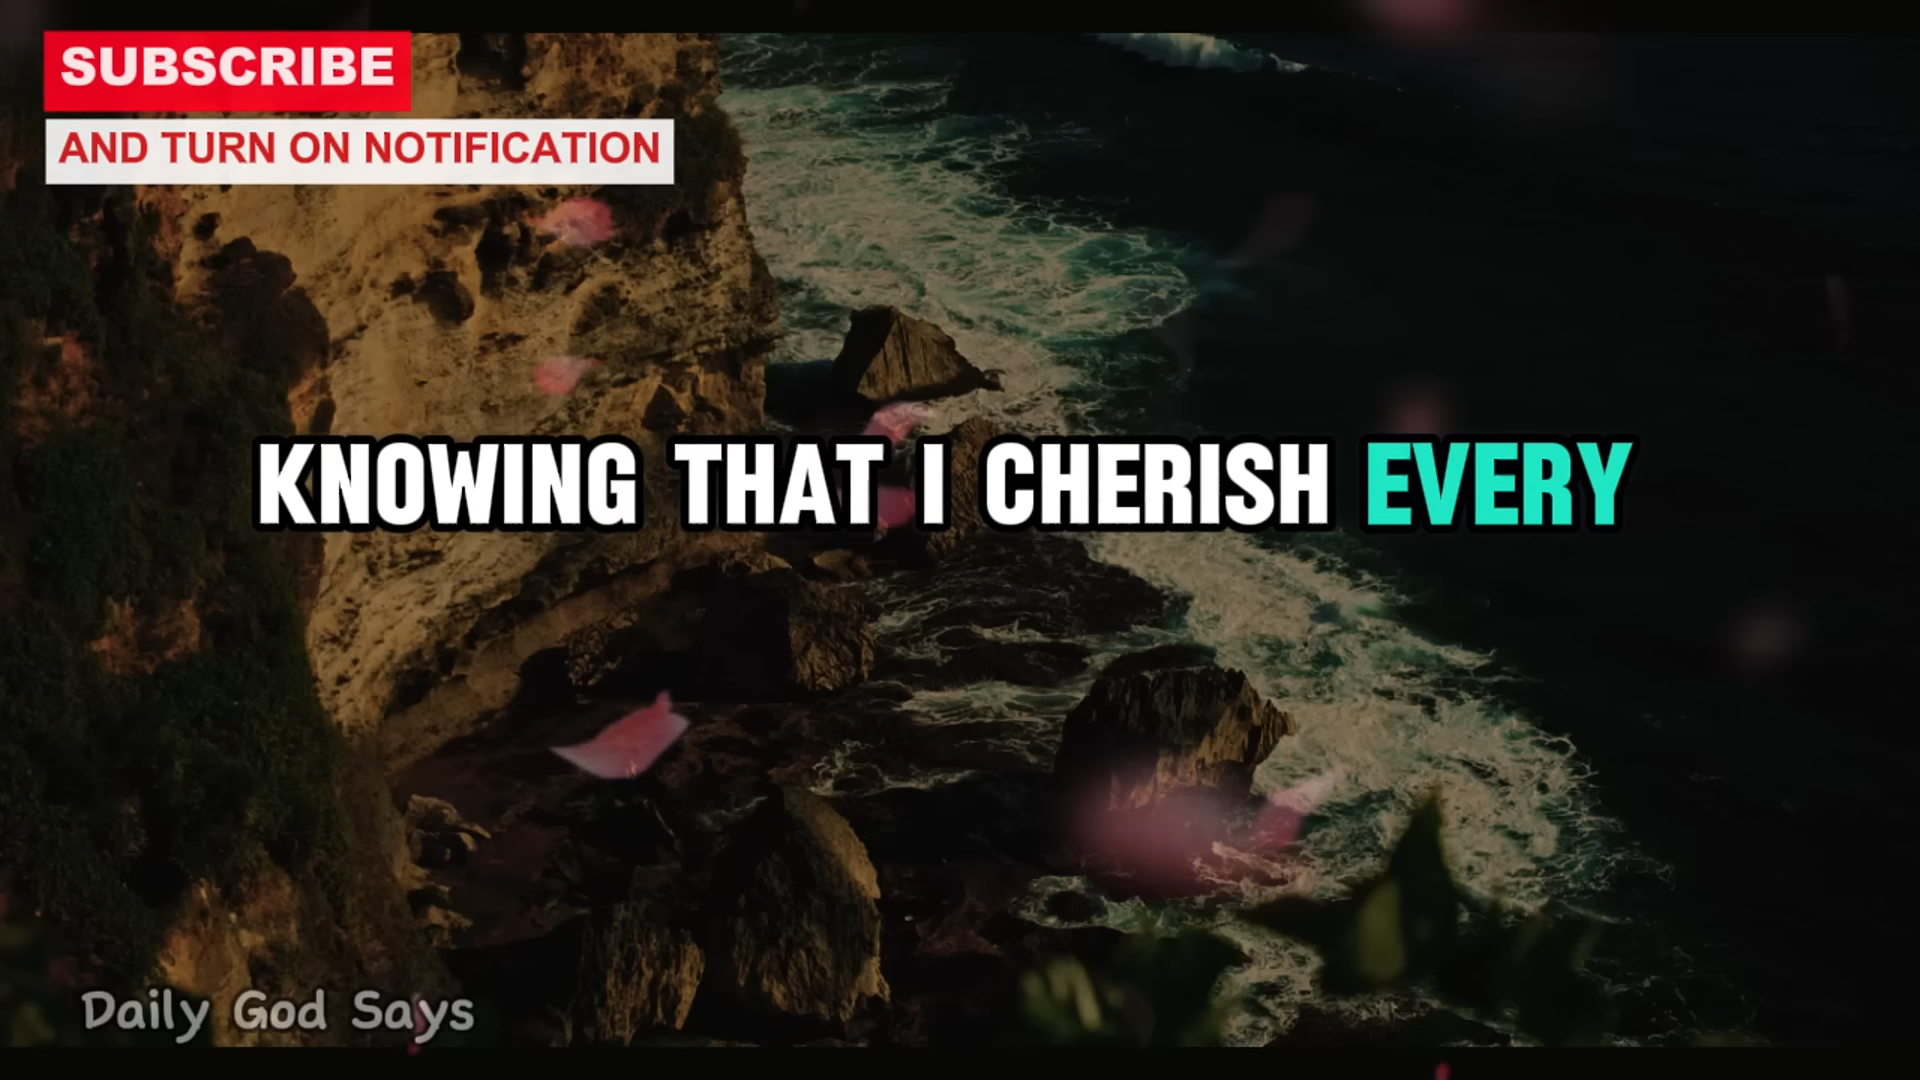 SUBSCRIBE
AND TURN ON NOTIFICATION
KNOWING THAT I CHERISH EVERY
Daily God Says